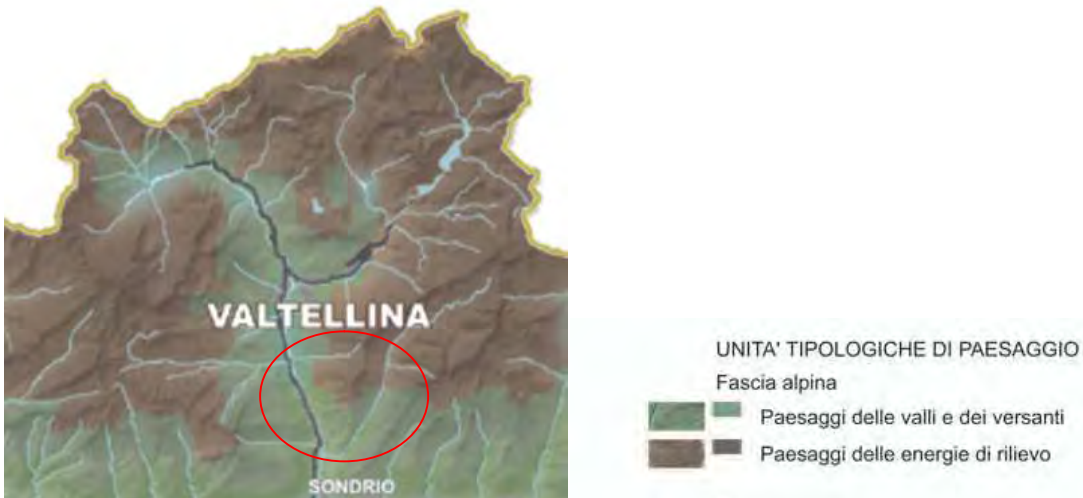 VALTELLINA
SONDRIO
UNITA' TIPOLOGICHE DI PAESAGGIO
Fascia alpina
Paesaggi delle valli e dei versanti
Paesaggi delle energie di rilievo